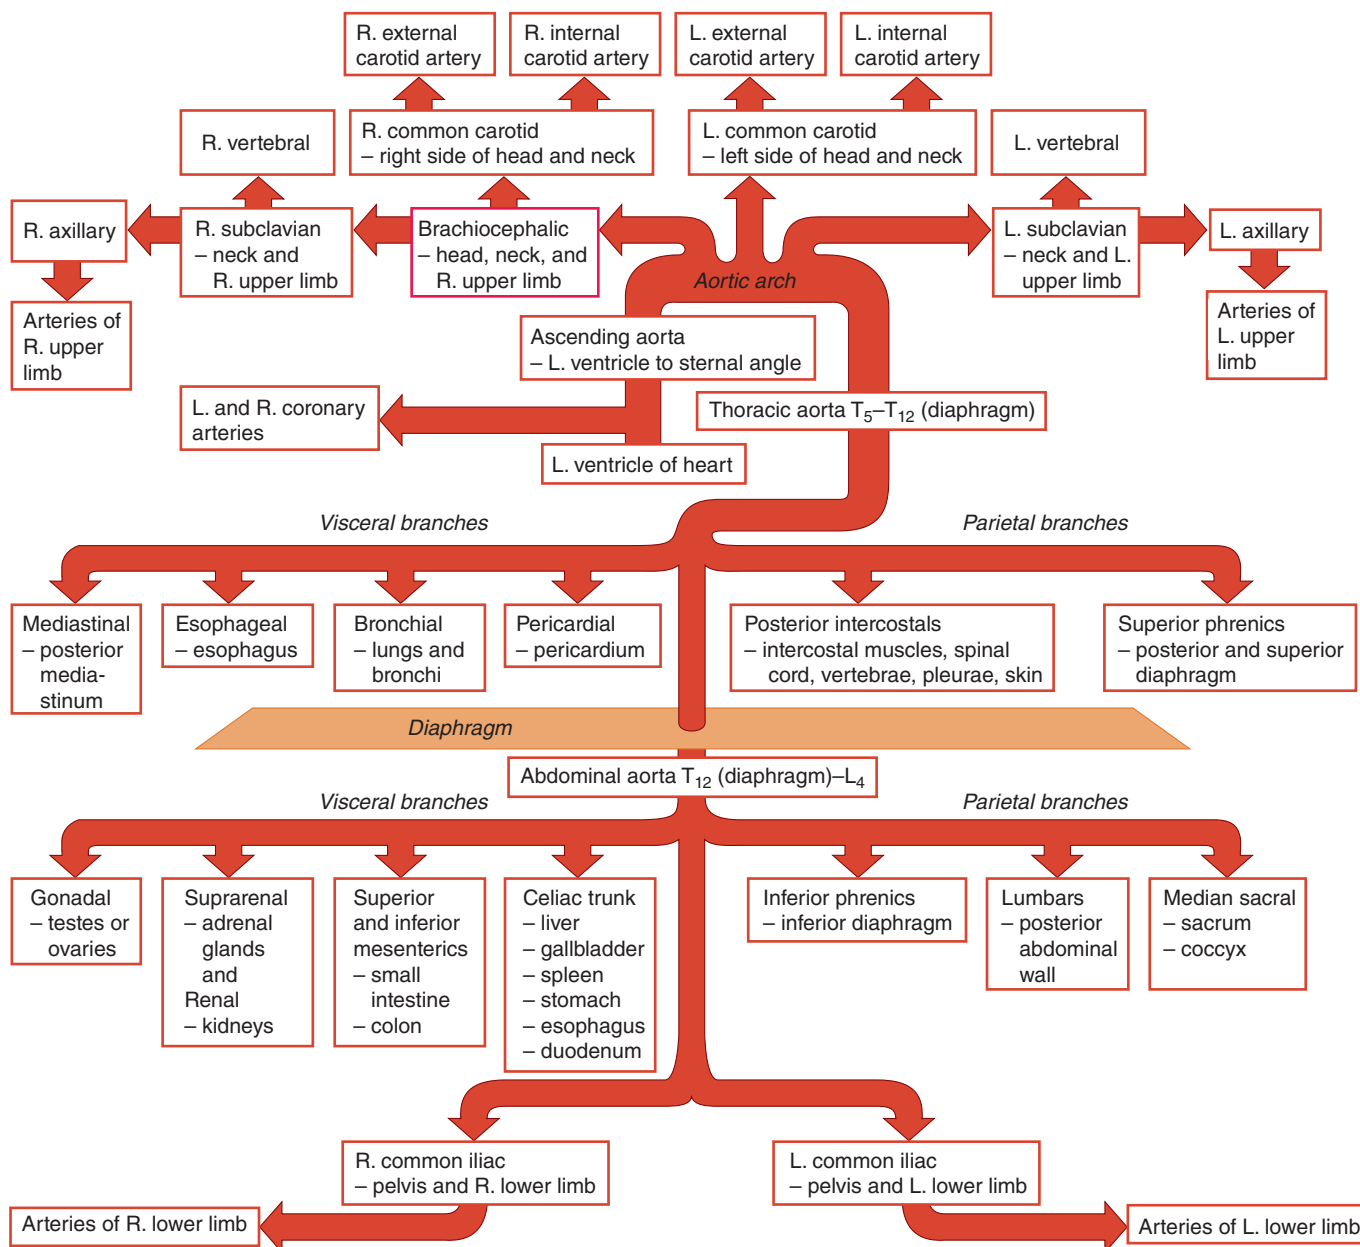 R. external
carotid artery
R. internal
carotid artery
L. external
carotid artery
L. internal
carotid artery
R. vertebral
R. common carotid
– right side of head and neck
L. common carotid
– left side of head and neck
L. vertebral
R. axillary
R. subclavian
– neck and
R. upper limb
Brachiocephalic
– head, neck, and
R. upper limb
Aortic arch
L. subclavian
– neck and L.
upper limb
L. axillary
Arteries of
R. upper
limb
Ascending aorta
– L. ventricle to sternal angle
Arteries of
L. upper
limb
L. and R. coronary
arteries
Thoracic aorta T5–T12 (diaphragm)
L. ventricle of heart
Visceral branches
Parietal branches
Mediastinal
– posterior
media-
stinum
Esophageal
– esophagus
Bronchial
– lungs and
bronchi
Pericardial
– pericardium
Posterior intercostals
– intercostal muscles, spinal
cord, vertebrae, pleurae, skin
Superior phrenics
– posterior and superior
diaphragm
Diaphragm
Abdominal aorta T12 (diaphragm)–L4
Visceral branches
Parietal branches
Gonadal
– testes or
ovaries
Suprarenal
– adrenal
glands
and
Renal
– kidneys
Superior
and inferior
mesenterics
– small
intestine
– colon
Celiac trunk
– liver
– gallbladder
– spleen
– stomach
– esophagus
– duodenum
Inferior phrenics
– inferior diaphragm
Lumbars
– posterior
abdominal
wall
Median sacral
– sacrum
– coccyx
R. common iliac
– pelvis and R. lower limb
L. common iliac
– pelvis and L. lower limb
Arteries of R. lower limb
Arteries of L. lower limb